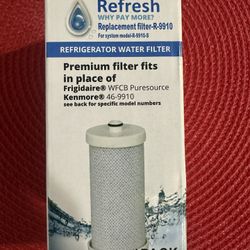 Refresh
WHY PAY MORE?
Replacement filter-R-9910
For system model-R-9910-S
REFRIGERATOR WATER FILTER
Premium filter fits
in place of
Frigidaire® WFCB Puresource
Kenmore® 46-9910
see back for specific model numbers